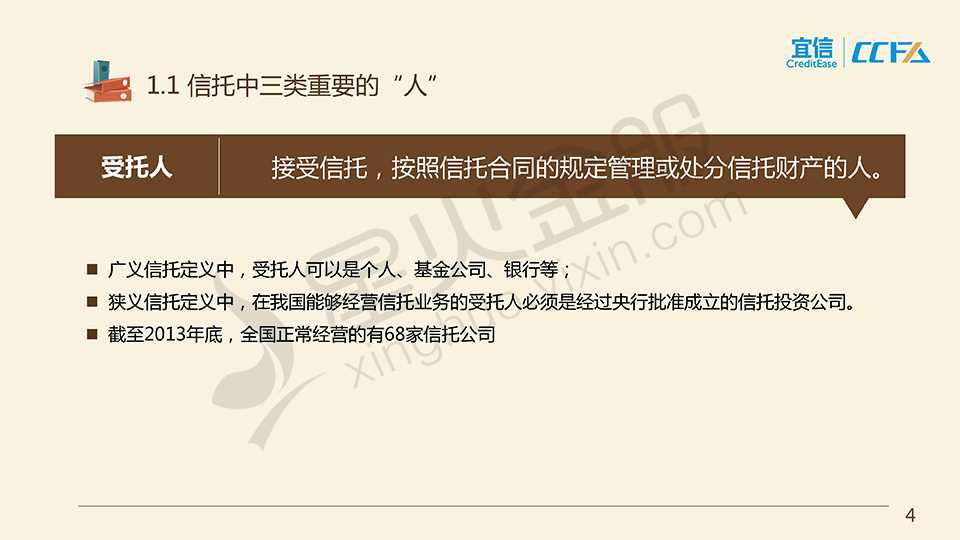 宜信
CreditEase
CCFA
1.1 信托中三类重要的“人”
受托人
接受信托，按照信托合同的规定管理或处分信托财产的人。
广义信托定义中，受托人可以是个人、基金公司、银行等；
狭义信托定义中，在我国能够经营信托业务的受托人必须是经过央行批准成立的信托投资公司。
截至2013年底，全国正常经营的有68家信托公司
星火金服
xinghuo.yixin.com
4